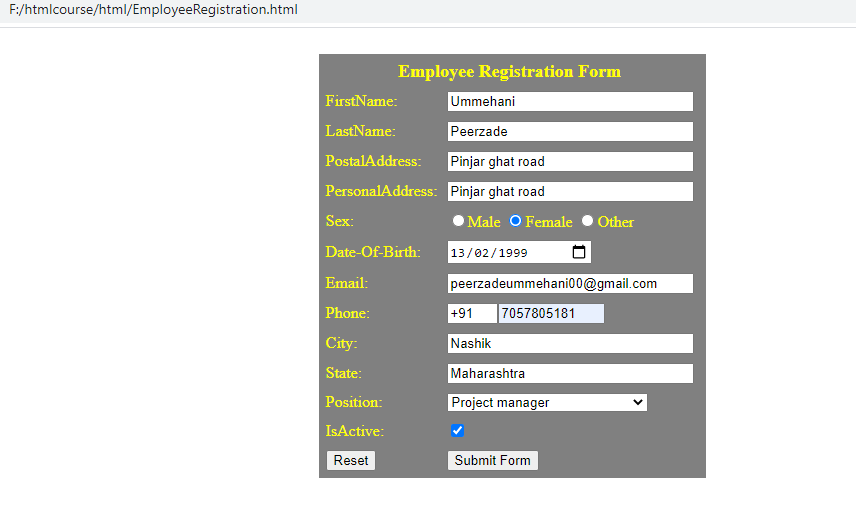 F:/htmlcourse/html/EmployeeRegistration.html
Employee Registration Form
FirstName: Ummehani
LastName: Peerzade
PostalAddress: Pinjar ghat road
PersonalAddress: Pinjar ghat road
Sex: Male Female Other
Date-Of-Birth: 13/02/1999
Email: peerzadeummehani00@gmail.com
Phone: +91 7057805181
City: Nashik
State: Maharashtra
Position: Project manager
IsActive:
Reset Submit Form